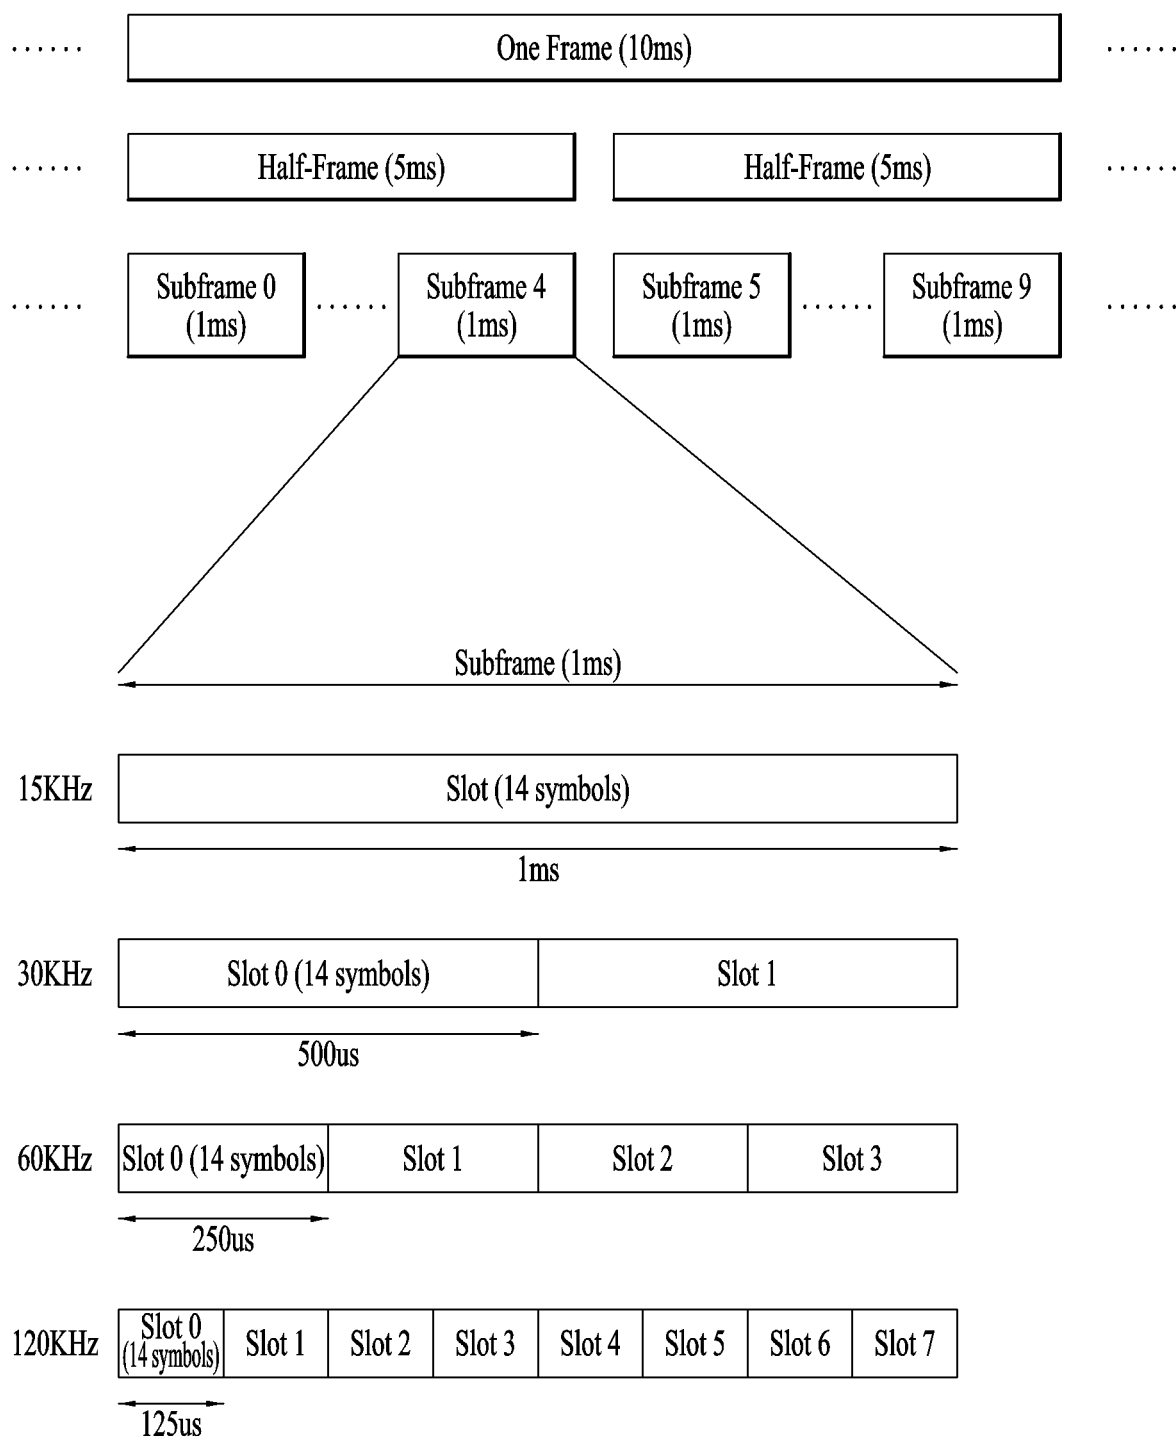 ...... One Frame (10ms) ......
...... Half-Frame (5ms) Half-Frame (5ms) ......
Subframe 0 Subframe 4 Subframe 5 Subframe 9
...... (1ms) ...... (1ms) (1ms) ...... (1ms) ......
Subframe (1ms)
15KHz Slot (14 symbols)
1ms
30KHz Slot 0 (14 symbols) Slot 1
500us
60KHz Slot 0 (14 symbols) Slot 1 Slot 2 Slot 3
250us
120KHz Slot 0 (14 symbols) Slot 1 Slot 2 Slot 3 Slot 4 Slot 5 Slot 6 Slot 7
125us